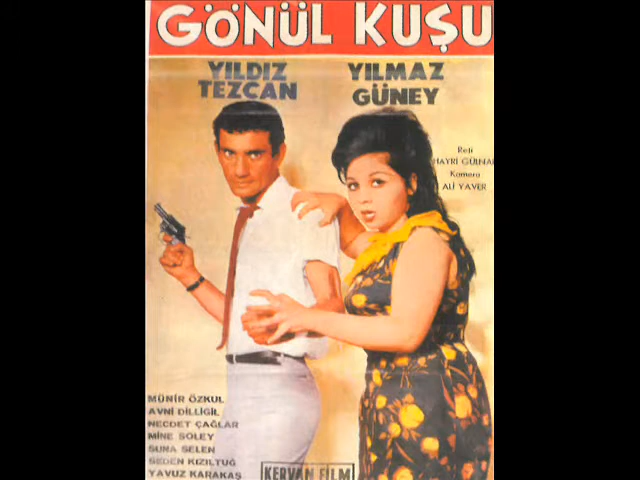 GÖNÜL KUŞU
YILDIZ
TEZCAN
YILMAZ
GÜNEY
Reti
HAYRİ GÜLNAR
Kamera
ALİ YAVER
MÜNİR ÖZKUL
AVNİ DİLLİGİL
NECDET ÇAĞLAR
MİNE SOLEY
SUNA SELEN
SEDEN KIZILTUĞ
YAVUZ KARAKAŞ
KERVAN FİLM